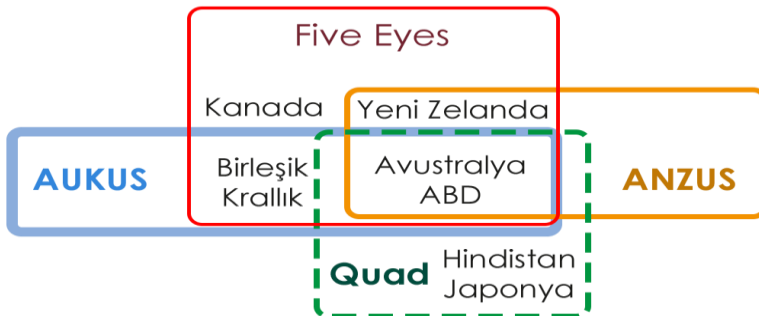 Five Eyes
Kanada
Yeni Zelanda
AUKUS
Birleşik
Krallık
Avustralya
ABD
ANZUS
Quad
Hindistan
Japonya